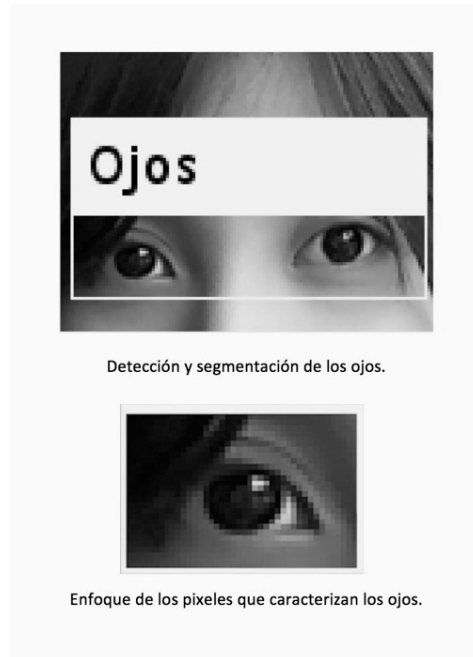 Ojos
Detección y segmentación de los ojos.
Enfoque de los pixeles que caracterizan los ojos.